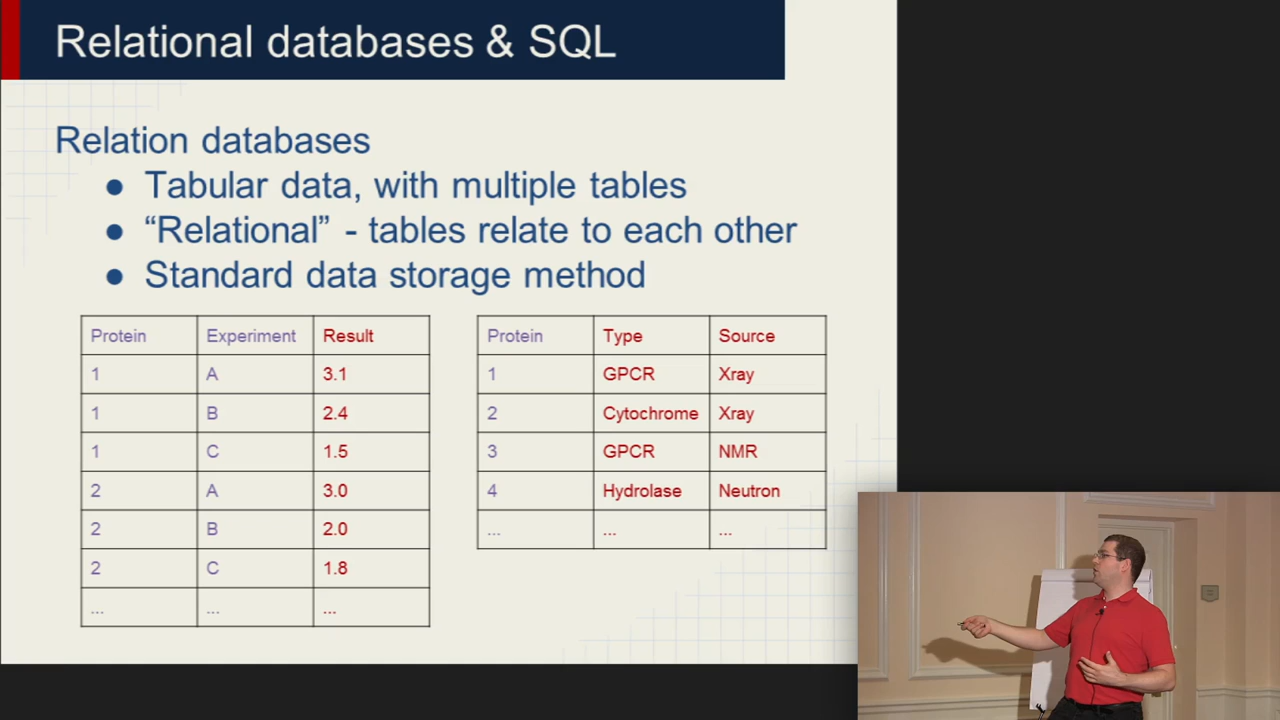 Relational databases & SQL
Relation databases
● Tabular data, with multiple tables
● “Relational” - tables relate to each other
● Standard data storage method
Protein Experiment Result
1 A 3.1
1 B 2.4
1 C 1.5
2 A 3.0
2 B 2.0
2 C 1.8
... ... ...
Protein Type Source
1 GPCR Xray
2 Cytochrome Xray
3 GPCR NMR
4 Hydrolase Neutron
... ... ...